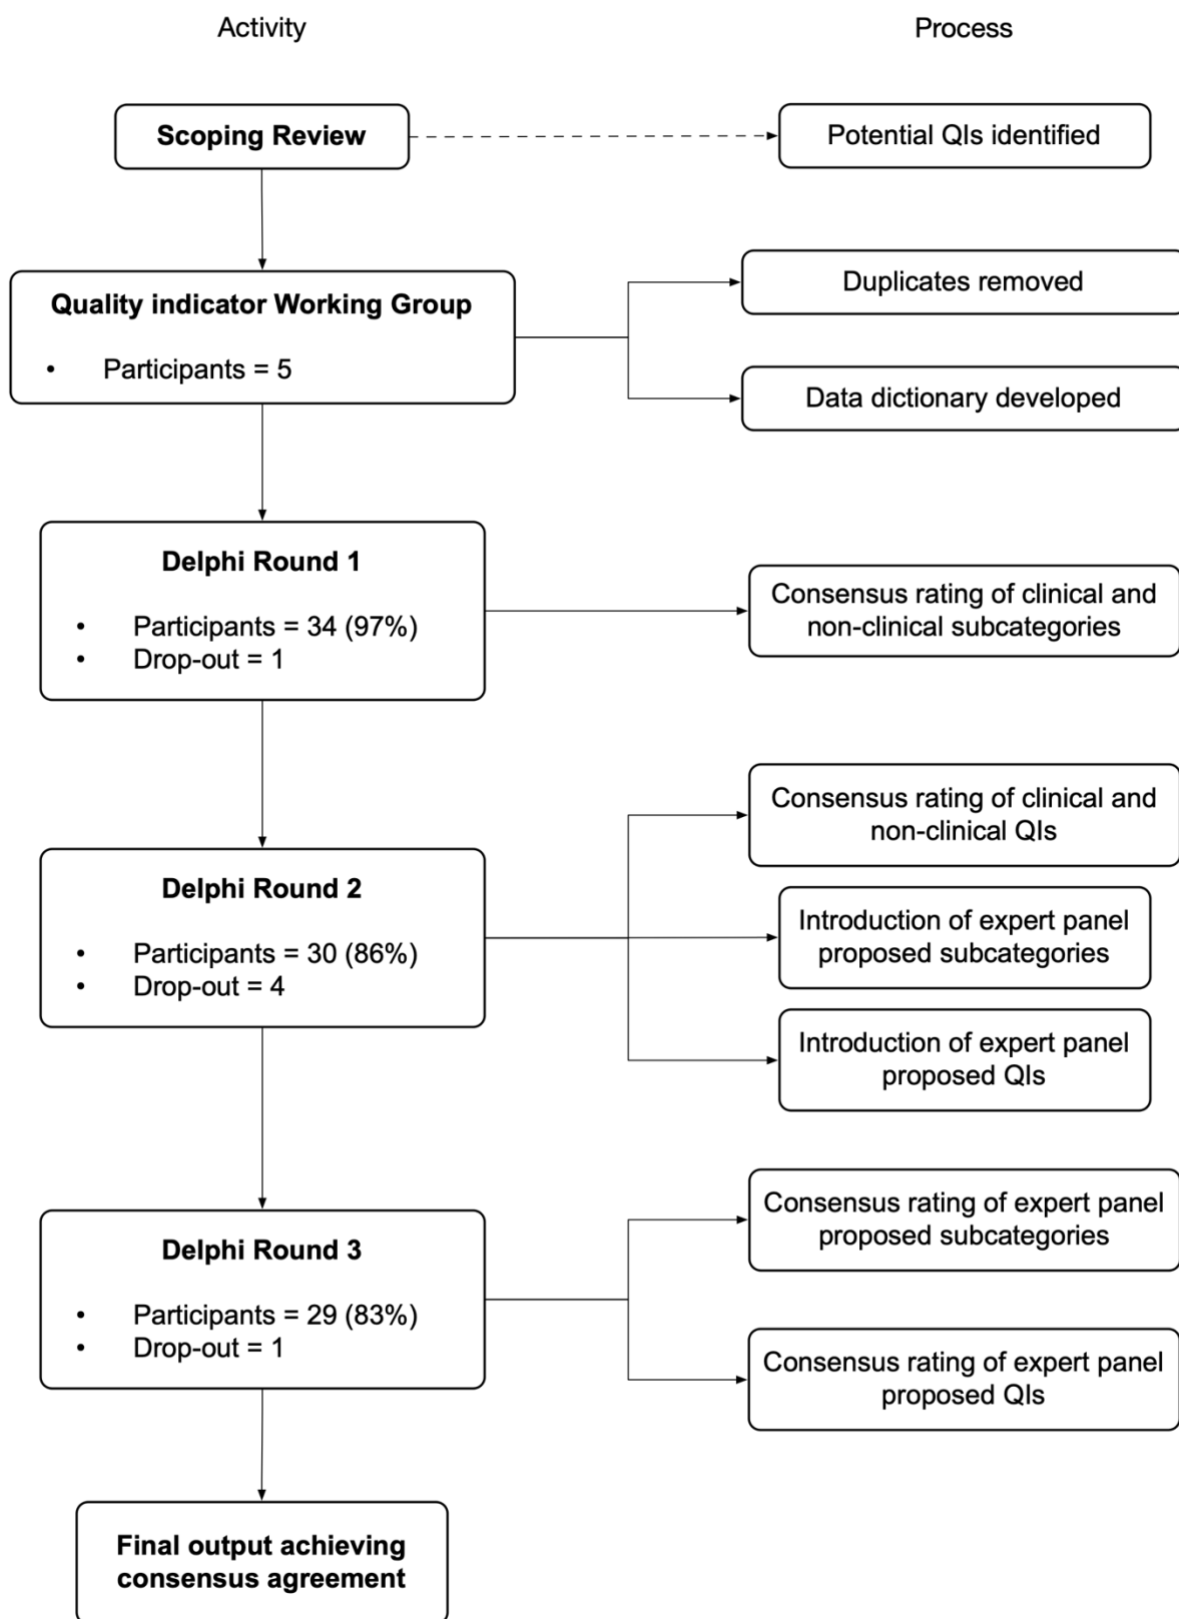 Activity
Process
Scoping Review
Potential QIs identified
Quality indicator Working Group
• Participants = 5
Duplicates removed
Data dictionary developed
Delphi Round 1
• Participants = 34 (97%)
• Drop-out = 1
Consensus rating of clinical and
non-clinical subcategories
Delphi Round 2
• Participants = 30 (86%)
• Drop-out = 4
Consensus rating of clinical and
non-clinical QIs
Introduction of expert panel
proposed subcategories
Introduction of expert panel
proposed QIs
Delphi Round 3
• Participants = 29 (83%)
• Drop-out = 1
Consensus rating of expert panel
proposed subcategories
Consensus rating of expert panel
proposed QIs
Final output achieving
consensus agreement